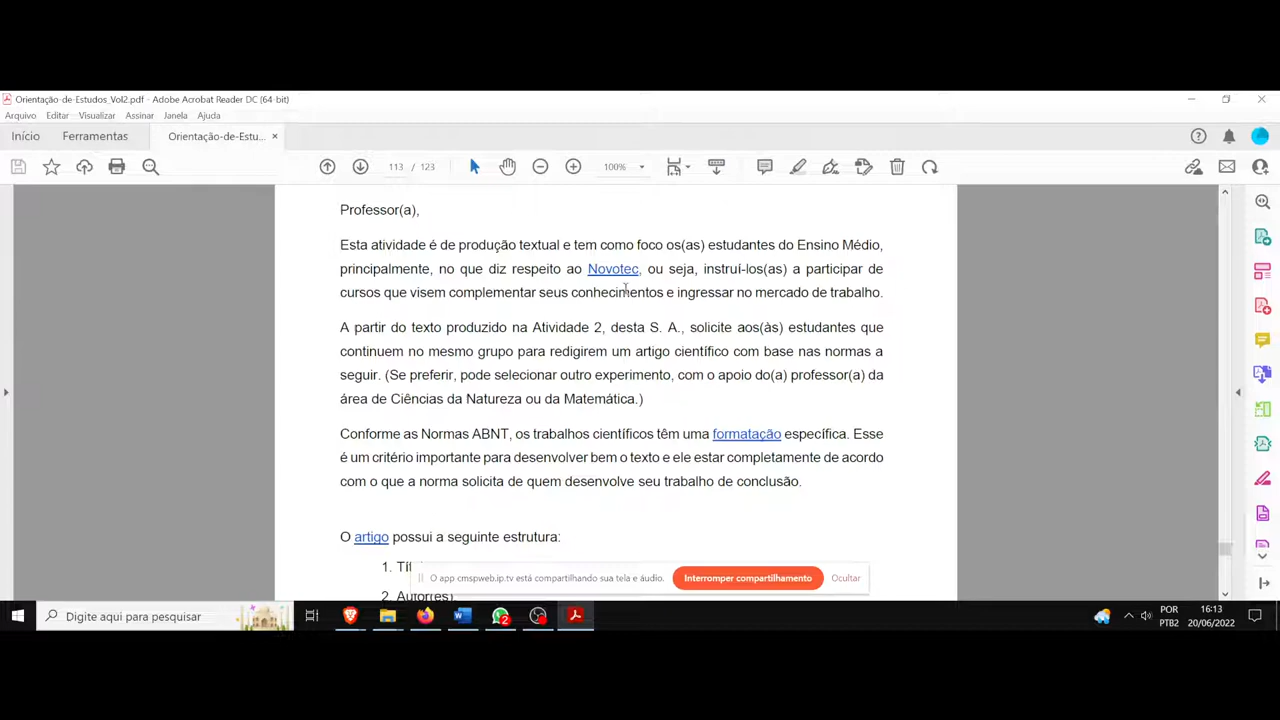 Orientação-de-Estudos_Vol2.pdf - Adobe Acrobat Reader DC (64-bit)
Arquivo Editar Visualizar Assinar Janela Ajuda
Início Ferramentas Orientação-de-Estu... ×
113 / 123 100%
Professor(a),
Esta atividade é de produção textual e tem como foco os(as) estudantes do Ensino Médio,
principalmente, no que diz respeito ao Novotec, ou seja, instruí-los(as) a participar de
cursos que visem complementar seus conhecimentos e ingressar no mercado de trabalho.
A partir do texto produzido na Atividade 2, desta S. A., solicite aos(às) estudantes que
continuem no mesmo grupo para redigirem um artigo científico com base nas normas a
seguir. (Se preferir, pode selecionar outro experimento, com o apoio do(a) professor(a) da
área de Ciências da Natureza ou da Matemática.)
Conforme as Normas ABNT, os trabalhos científicos têm uma formatação específica. Esse
é um critério importante para desenvolver bem o texto e ele estar completamente de acordo
com o que a norma solicita de quem desenvolve seu trabalho de conclusão.
O artigo possui a seguinte estrutura:
1.
O app cmspweb.ip.tv está compartilhando sua tela e áudio. Interromper compartilhamento Ocultar
2. Autor(es).
Digite aqui para pesquisar
2
POR 16:13
PTB2 20/06/2022